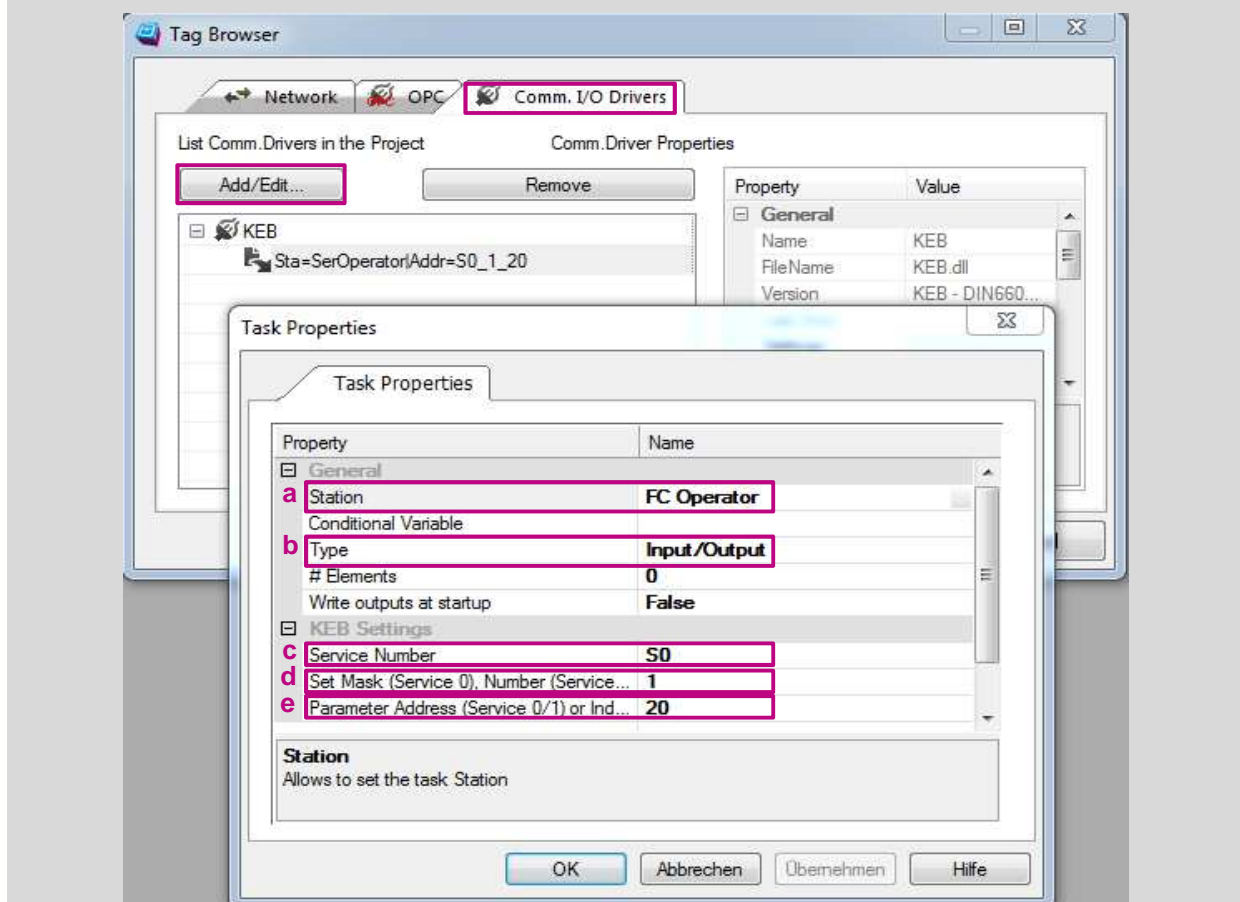 Tag Browser
Network OPC Comm. I/O Drivers
List Comm.Drivers in the Project Comm.Driver Properties
Add/Edit... Remove
Property Value
General
KEB
Name KEB
Sta=SerOperator|Addr=S0_1_20
FileName KEB.dll
Version KEB - DIN660...
Task Properties
Task Properties
Property Name
General
a Station FC Operator
Conditional Variable
b Type Input/Output
# Elements 0
Write outputs at startup False
KEB Settings
c Service Number S0
d Set Mask (Service 0), Number (Service... 1
e Parameter Address (Service 0/1) or Ind... 20
Station
Allows to set the task Station
OK Abbrechen Übernehmen Hilfe